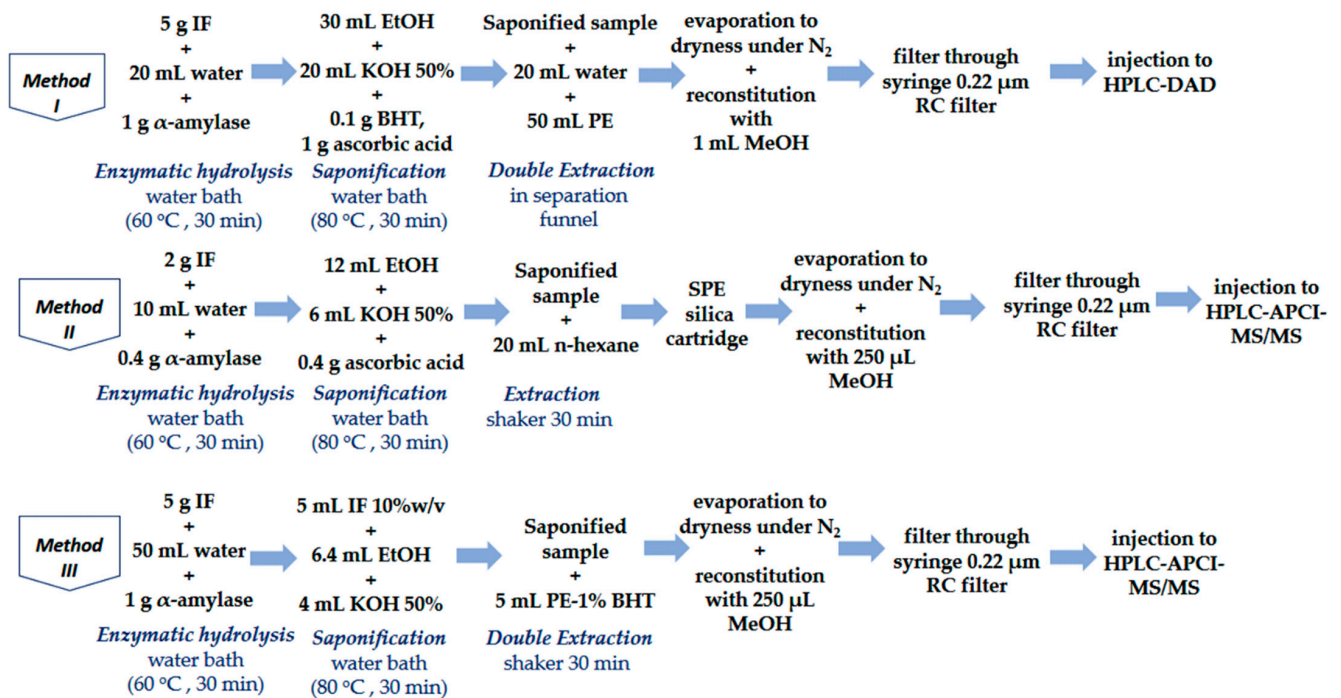 Method
I
5 g IF
+
20 mL water
+
1 g α-amylase
Enzymatic hydrolysis
water bath
(60 °C , 30 min)
30 mL EtOH
+
20 mL KOH 50%
+
0.1 g BHT,
1 g ascorbic acid
Saponification
water bath
(80 °C , 30 min)
Saponified sample
+
20 mL water
+
50 mL PE
Double Extraction
in separation
funnel
evaporation to
dryness under N₂
+
reconstitution
with
1 mL MeOH
filter through
syringe 0.22 μm
RC filter
injection to
HPLC-DAD
Method
II
2 g IF
+
10 mL water
+
0.4 g α-amylase
Enzymatic hydrolysis
water bath
(60 °C , 30 min)
12 mL EtOH
+
6 mL KOH 50%
+
0.4 g ascorbic acid
Saponification
water bath
(80 °C , 30 min)
Saponified
sample
+
20 mL n-hexane
Extraction
shaker 30 min
SPE
silica
cartridge
evaporation to
dryness under N₂
+
reconstitution
with 250 μL
MeOH
filter through
syringe 0.22 μm
RC filter
injection to
HPLC-APCI-
MS/MS
Method
III
5 g IF
+
50 mL water
+
1 g α-amylase
Enzymatic hydrolysis
water bath
(60 °C , 30 min)
5 mL IF 10%w/v
+
6.4 mL EtOH
+
4 mL KOH 50%
Saponification
water bath
(80 °C , 30 min)
Saponified
sample
+
5 mL PE-1% BHT
Double Extraction
shaker 30 min
evaporation to
dryness under N₂
+
reconstitution
with 250 μL
MeOH
filter through
syringe 0.22 μm
RC filter
injection to
HPLC-APCI-
MS/MS